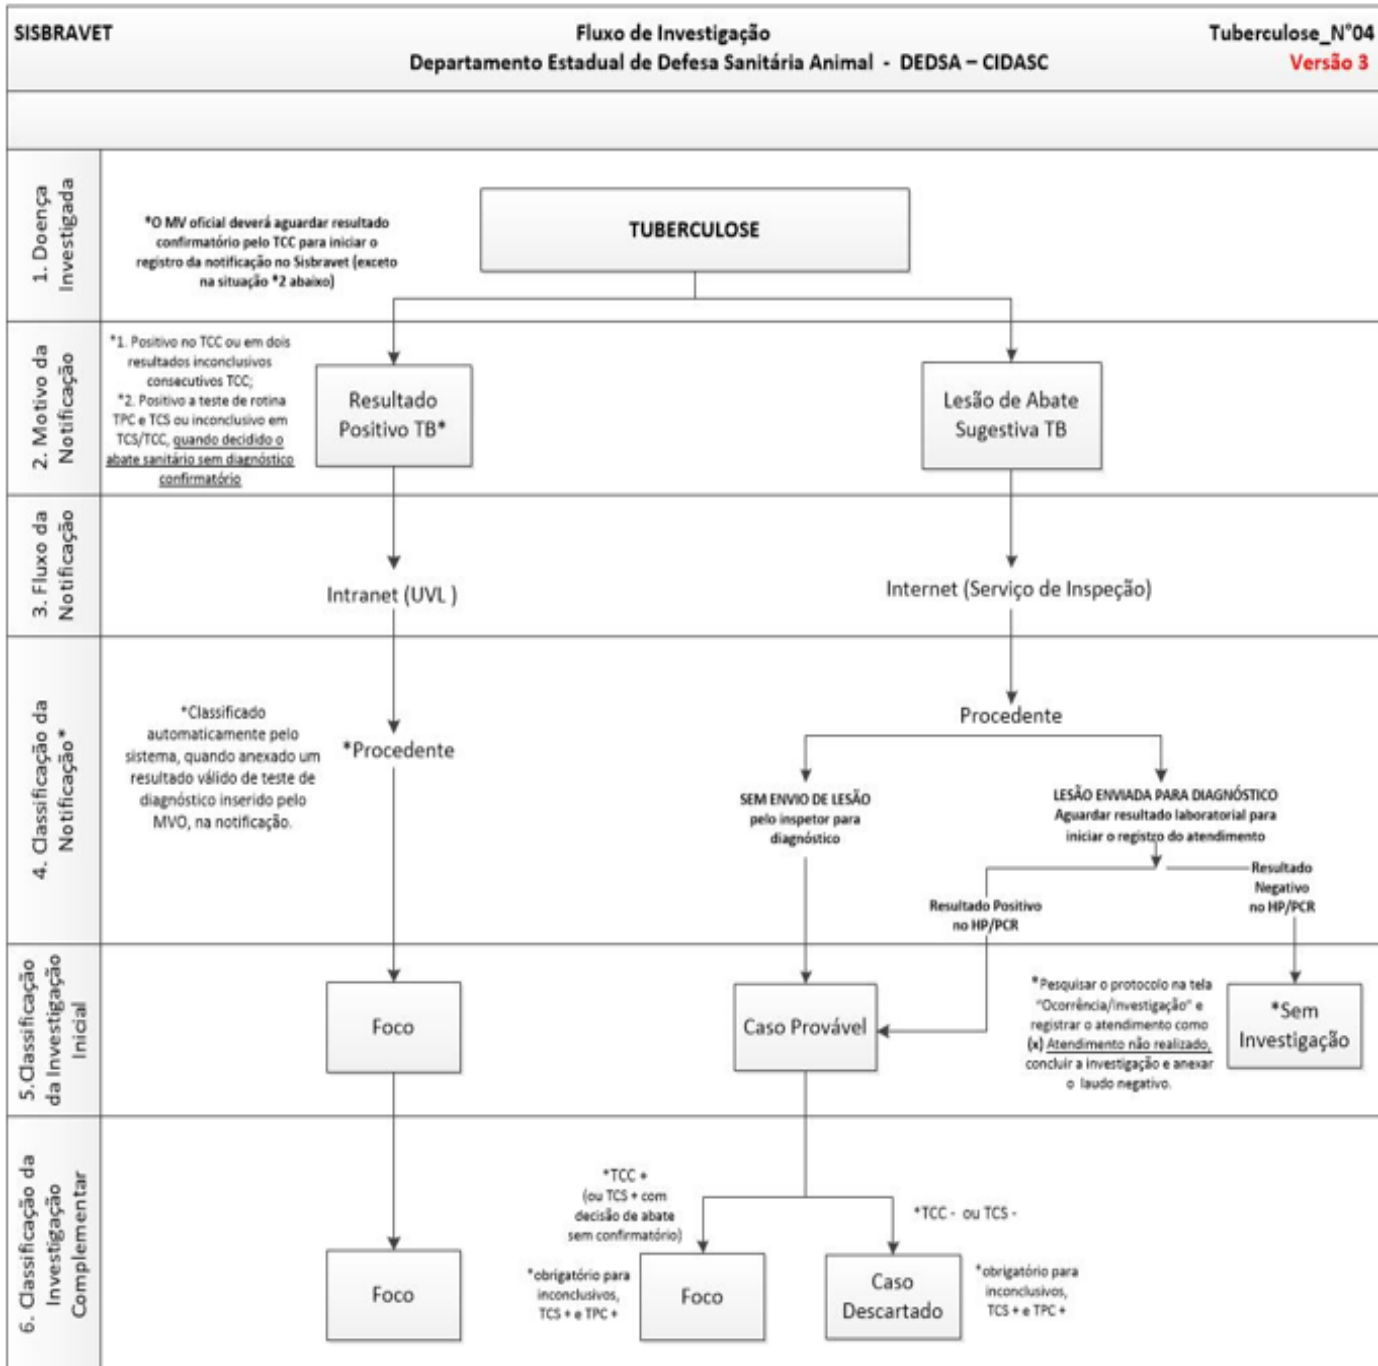 SISBRAVET
Fluxo de Investigação
Departamento Estadual de Defesa Sanitária Animal - DEDSA – CIDASC
Tuberculose_N°04
Versão 3
1. Doença
Investigada
*O MV oficial deverá aguardar resultado
confirmatório pelo TCC para iniciar o
registro da notificação no Sisbravet (exceto
na situação *2 abaixo)
TUBERCULOSE
2. Motivo da
Notificação
*1. Positivo no TCC ou em dois
resultados inconclusivos
consecutivos TCC;
*2. Positivo a teste de rotina
TPC e TCS ou inconclusivo em
TCS/TCC, quando decidido o
abate sanitário sem diagnóstico
confirmatório
Resultado
Positivo TB*
Lesão de Abate
Sugestiva TB
3. Fluxo da
Notificação
Intranet (UVL )
Internet (Serviço de Inspeção)
4. Classificação da
Notificação*
*Classificado
automaticamente pelo
sistema, quando anexado um
resultado válido de teste de
diagnóstico inserido pelo
MVO, na notificação.
*Procedente
Procedente
SEM ENVIO DE LESÃO
pelo inspetor para
diagnóstico
LESÃO ENVIADA PARA DIAGNÓSTICO
Aguardar resultado laboratorial para
iniciar o registro do atendimento
Resultado Positivo
no HP/PCR
Resultado
Negativo
no HP/PCR
5.Classificação
da Investigação
Inicial
Foco
Caso Provável
*Pesquisar o protocolo na tela
"Ocorrência/Investigação" e
registrar o atendimento como
(x) Atendimento não realizado,
concluir a investigação e anexar
o laudo negativo.
*Sem
Investigação
6. Classificação da
Investigação
Complementar
Foco
*TCC +
(ou TCS + com
decisão de abate
sem confirmatório)
*obrigatório para
inconclusivos,
TCS + e TPC +
Foco
*TCC - ou TCS -
Caso
Descartado
*obrigatório para
inconclusivos,
TCS + e TPC +